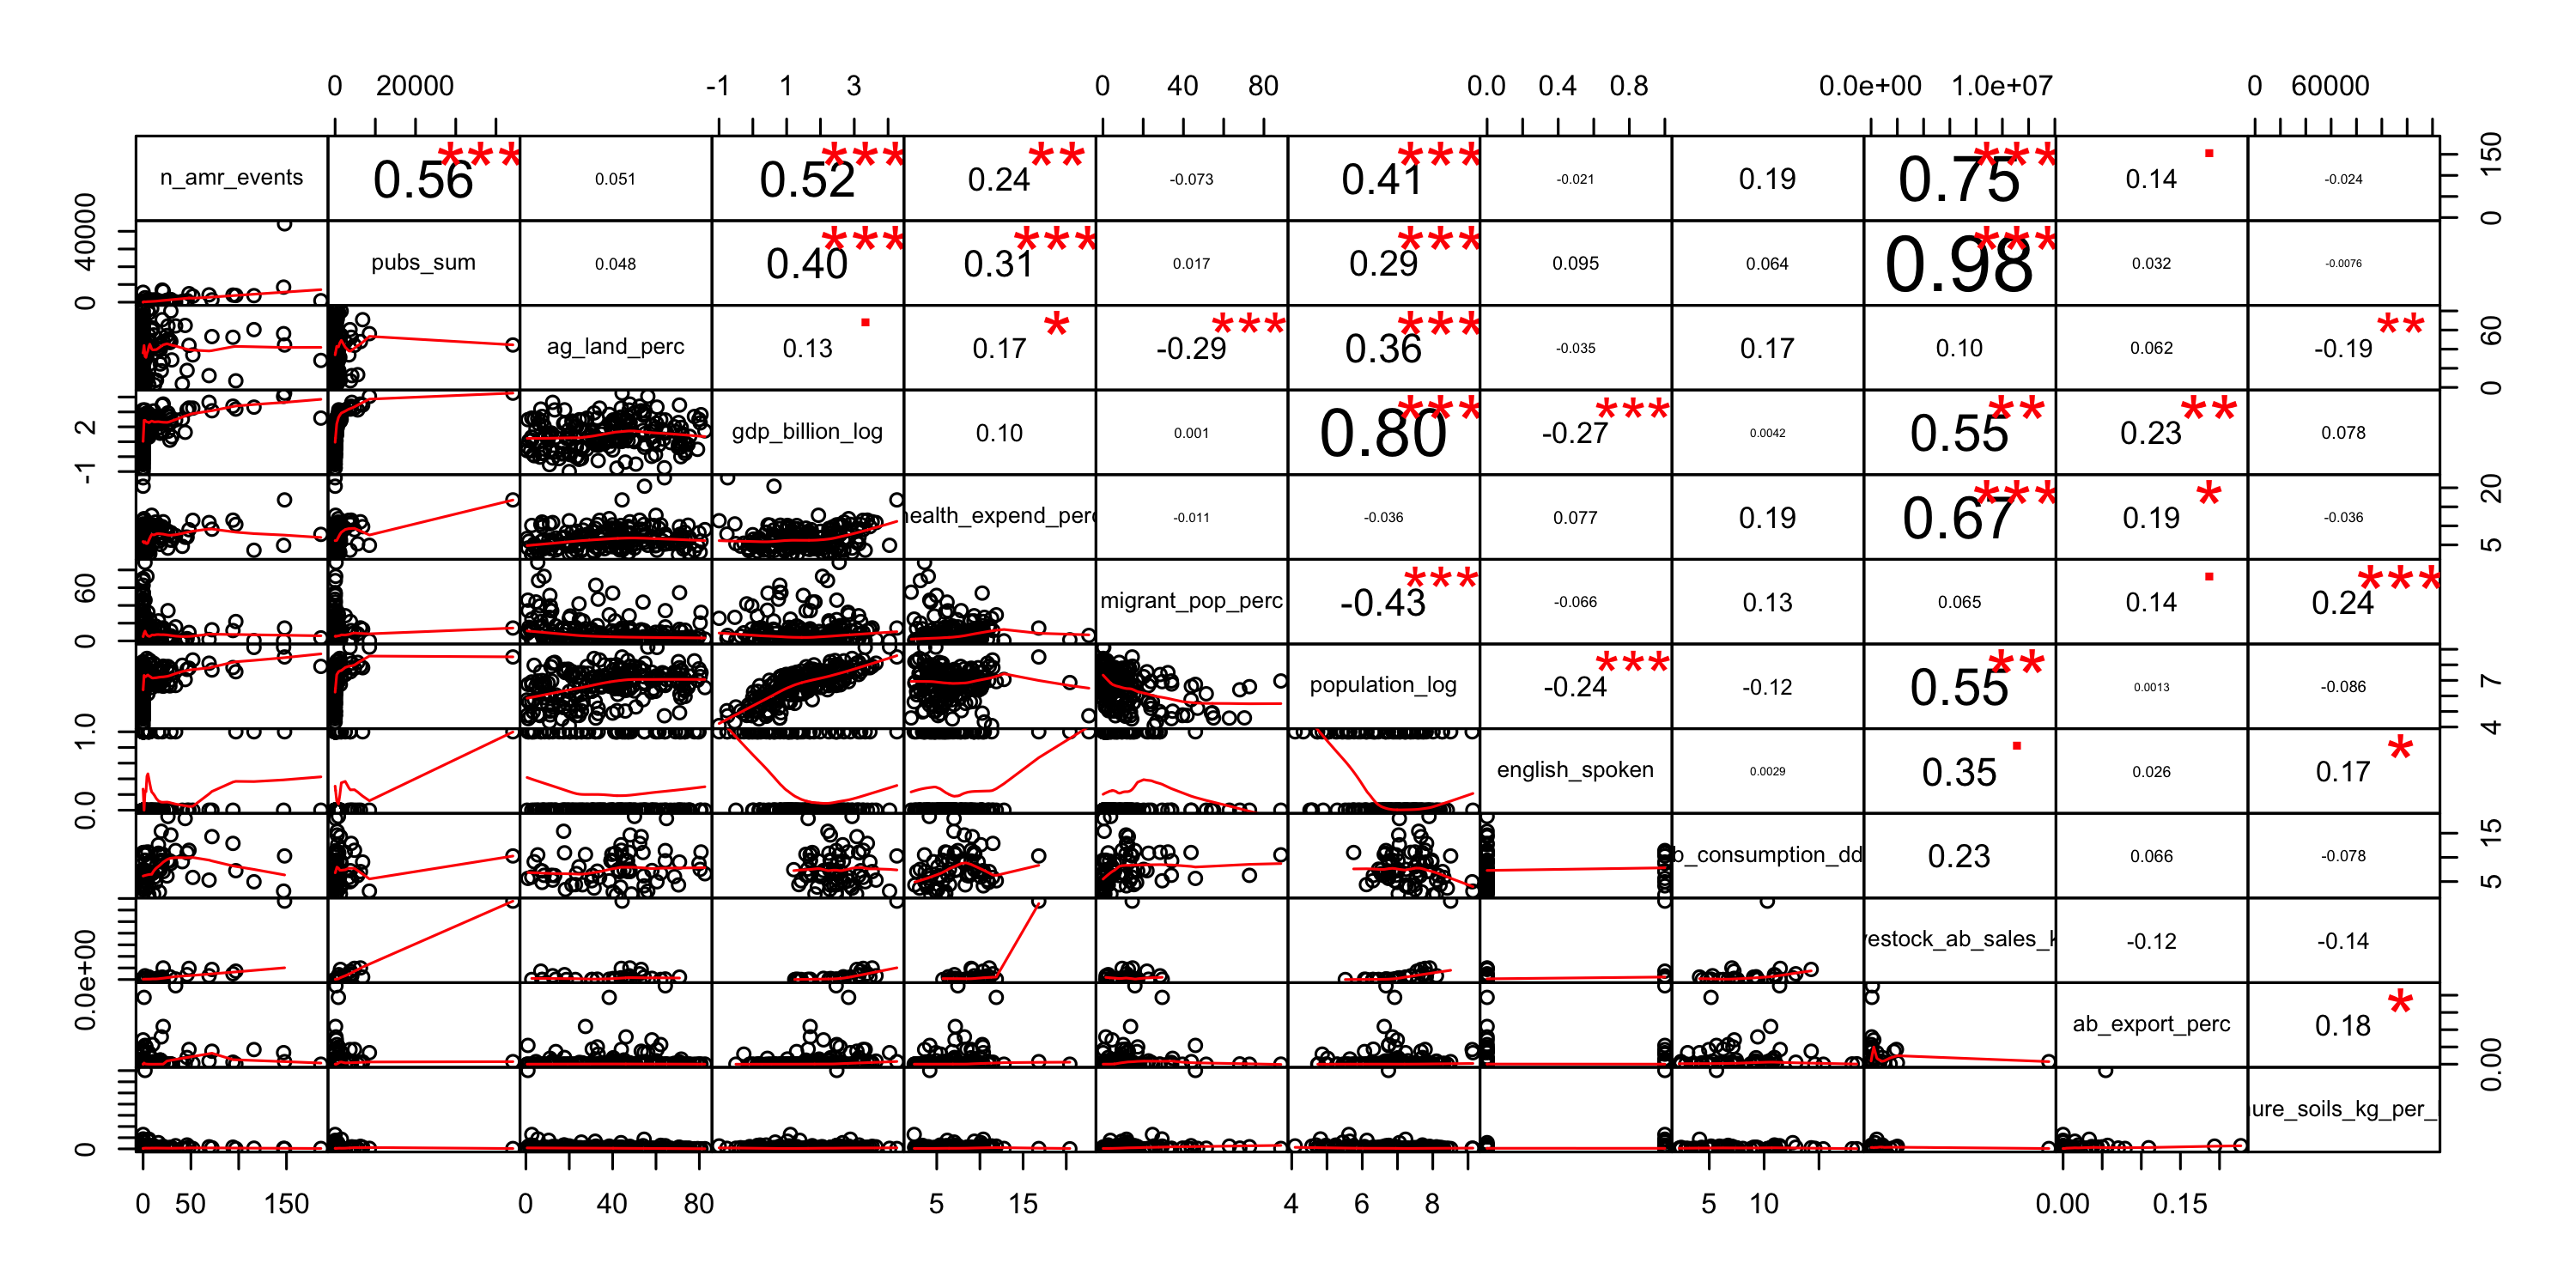 0 20000 -1 1 3 0 40 80 0.0 0.4 0.8 0.0e+00 1.0e+07 0 60000
n_amr_events 0.56 *** 0.051 0.52 *** 0.24 ** -0.073 0.41 *** -0.021 0.19 0.75 *** 0.14 . -0.024 0 150
0 40000 pubs_sum 0.048 0.40 *** 0.31 *** 0.017 0.29 *** 0.095 0.064 0.98 *** 0.032 -0.0076
ag_land_perc 0.13 . 0.17 * -0.29 *** 0.36 *** -0.035 0.17 0.10 0.062 -0.19 ** 0 60
-1 2 gdp_billion_log 0.10 0.001 0.80 *** -0.27 *** 0.0042 0.55 ** 0.23 ** 0.078
health_expend_perc -0.011 -0.036 0.077 0.19 0.67 *** 0.19 * -0.036 5 20
0 60 migrant_pop_perc -0.43 *** -0.066 0.13 0.065 0.14 . 0.24 ***
population_log -0.24 *** -0.12 0.55 ** 0.0013 -0.086 4 7
0.0 1.0 english_spoken 0.0029 0.35 . 0.026 0.17 *
b_consumption_dd 0.23 0.066 -0.078 5 15
0.0e+00 vestock_ab_sales_k -0.12 -0.14
ab_export_perc 0.18 * 0.00
0 ure_soils_kg_per_
0 50 150 0 40 80 5 15 4 6 8 5 10 0.00 0.15